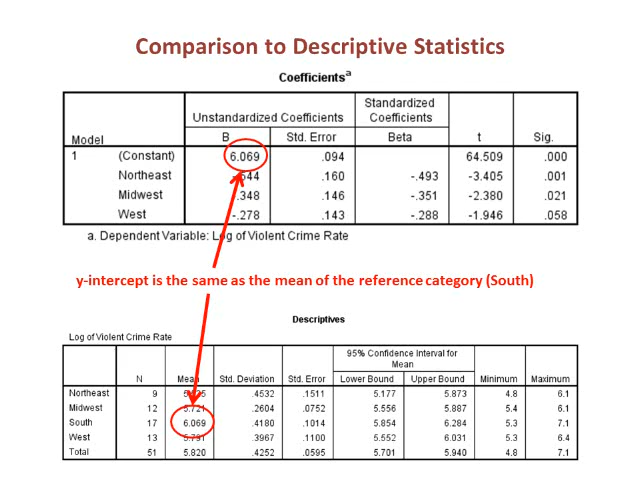 Comparison to Descriptive Statistics
Coefficientsa
Unstandardized Coefficients Standardized Coefficients
Model B Std. Error Beta t Sig.
1 (Constant) 6.069 .094 64.509 .000
Northeast .160 -.493 -3.405 .001
Midwest .348 .146 -.351 -2.380 .021
West -.278 .143 -.288 -1.946 .058
a. Dependent Variable: Log of Violent Crime Rate
y-intercept is the same as the mean of the reference category (South)
Descriptives
Log of Violent Crime Rate
95% Confidence Interval for Mean
N Mean Std. Deviation Std. Error Lower Bound Upper Bound Minimum Maximum
Northeast 9 .4532 .1511 5.177 5.873 4.8 6.1
Midwest 12 5.721 .2604 .0752 5.556 5.887 5.4 6.1
South 17 6.069 .4180 .1014 5.854 6.284 5.3 7.1
West 13 5.791 .3967 .1100 5.552 6.031 5.3 6.4
Total 51 5.820 .4252 .0595 5.701 5.940 4.8 7.1